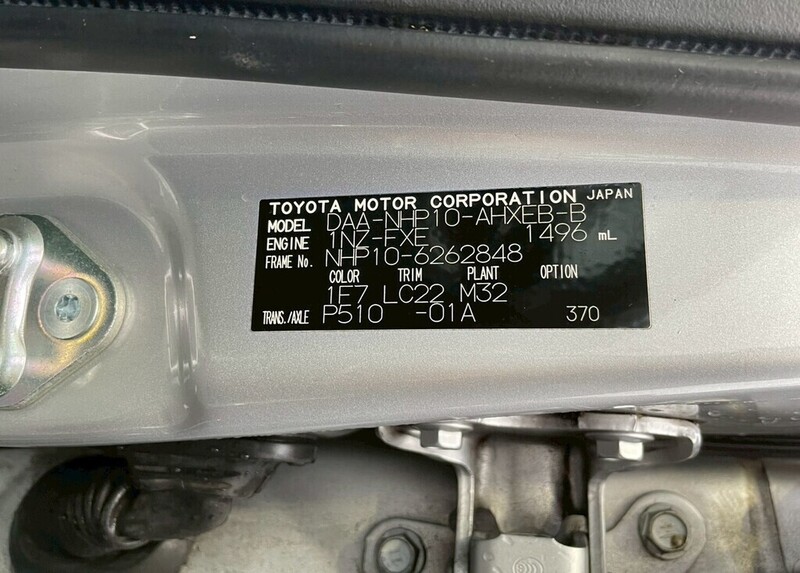 TOYOTA MOTOR CORPORATION JAPAN
MODEL DAA-NHP10-AHXEB-B
ENGINE 1NZ-FXE 1496 mL
FRAME No. NHP10-6262848
COLOR TRIM PLANT OPTION
1E7 LC22 M32
TRANS./AXLE P510 -01A 370